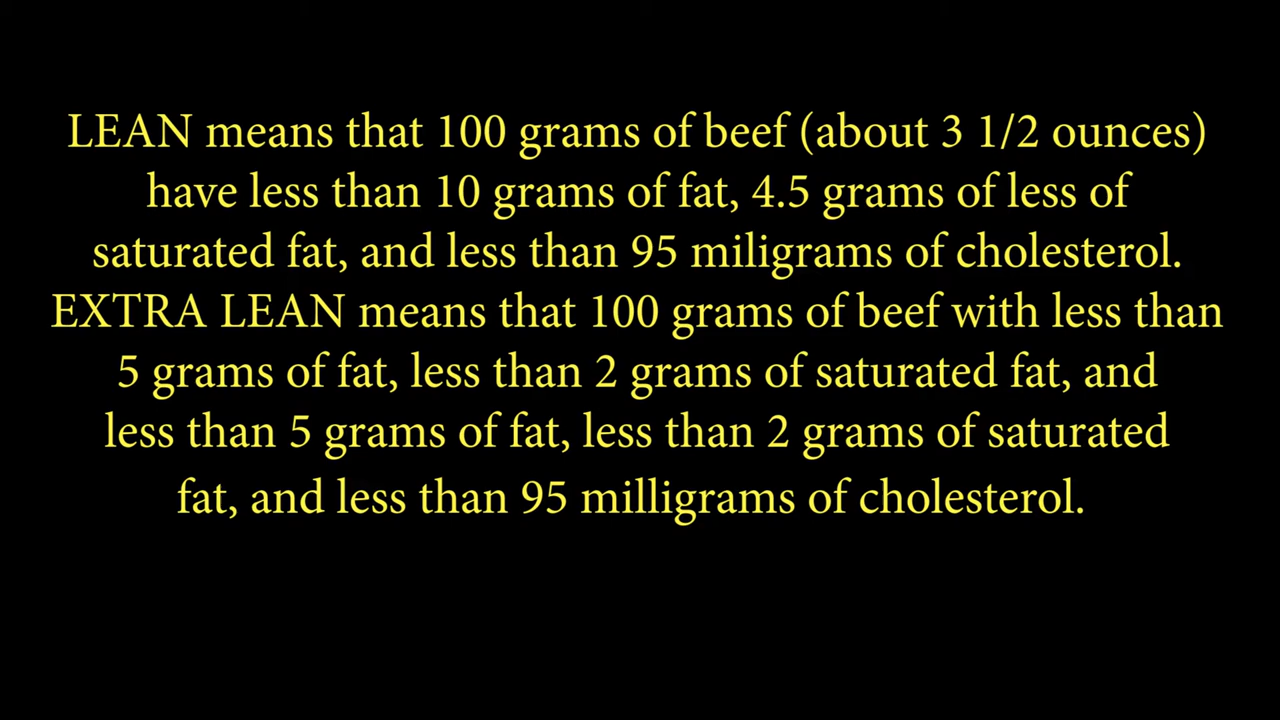 LEAN means that 100 grams of beef (about 3 1/2 ounces)
have less than 10 grams of fat, 4.5 grams of less of
saturated fat, and less than 95 miligrams of cholesterol.
EXTRA LEAN means that 100 grams of beef with less than
5 grams of fat, less than 2 grams of saturated fat, and
less than 5 grams of fat, less than 2 grams of saturated
fat, and less than 95 milligrams of cholesterol.